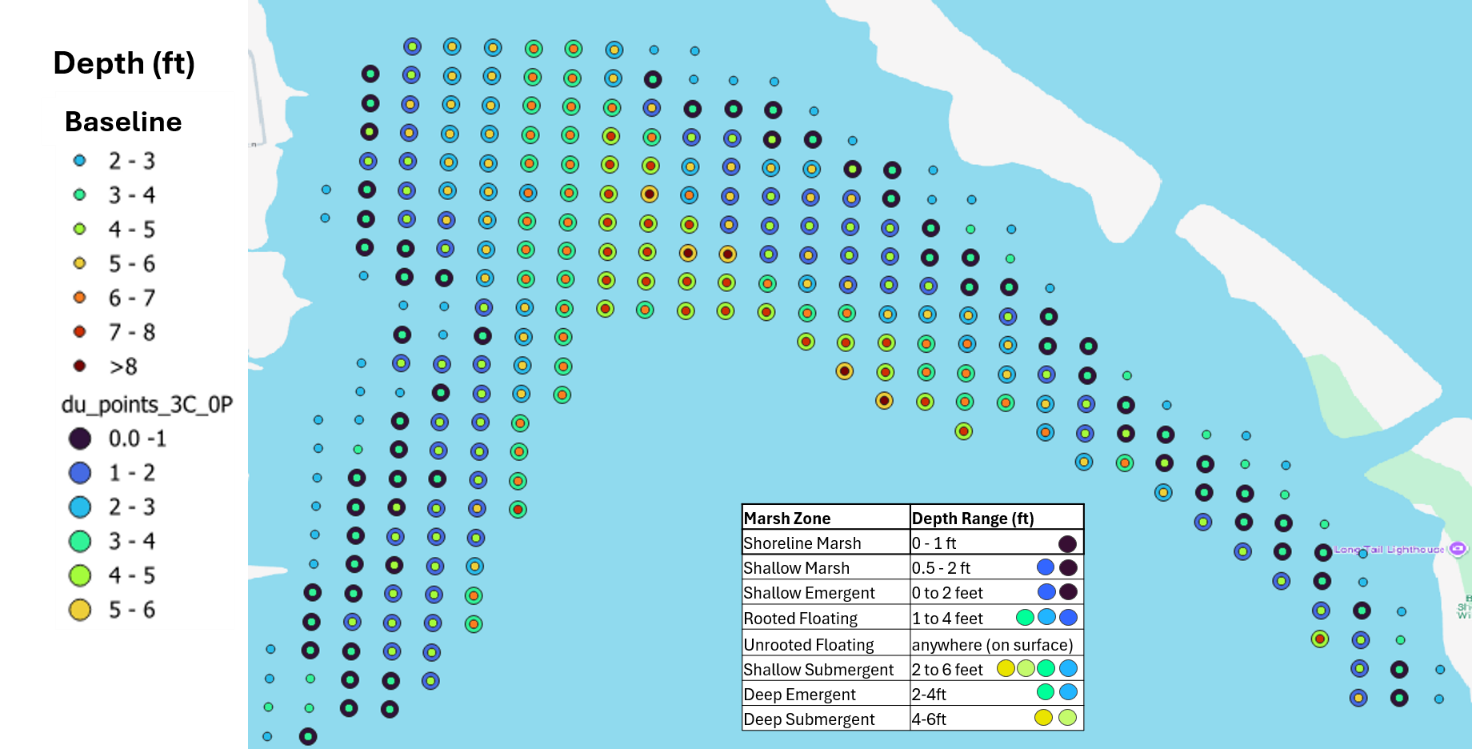 Depth (ft)
Baseline
2 - 3
3 - 4
4 - 5
5 - 6
6 - 7
7 - 8
>8
du_points_3C_0P
0.0 -1
1 - 2
2 - 3
3 - 4
4 - 5
5 - 6
Marsh Zone Depth Range (ft)
Shoreline Marsh 0 - 1 ft
Shallow Marsh 0.5 - 2 ft
Shallow Emergent 0 to 2 feet
Rooted Floating 1 to 4 feet
Unrooted Floating anywhere (on surface)
Shallow Submergent 2 to 6 feet
Deep Emergent 2-4ft
Deep Submergent 4-6ft
Long Tail Lighthouse